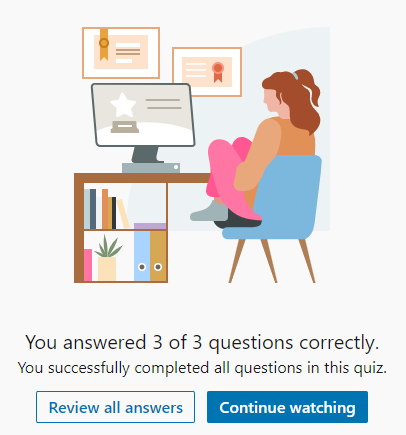 You answered 3 of 3 questions correctly.
You successfully completed all questions in this quiz.
Review all answers
Continue watching